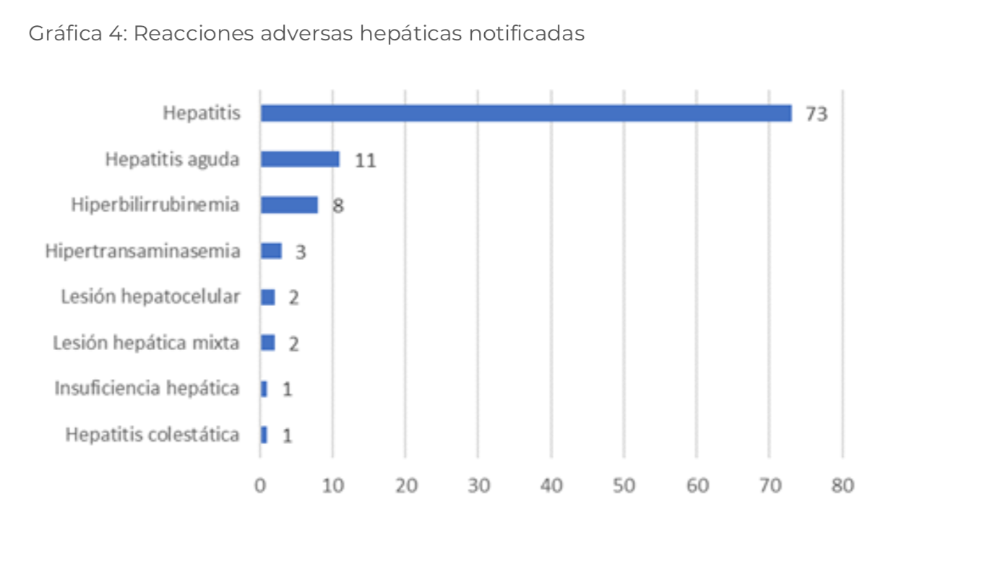 Gráfica 4: Reacciones adversas hepáticas notificadas
Hepatitis 73
Hepatitis aguda 11
Hiperbilirrubinemia 8
Hipertransaminasemia 3
Lesión hepatocelular 2
Lesión hepática mixta 2
Insuficiencia hepática 1
Hepatitis colestática 1
0 10 20 30 40 50 60 70 80